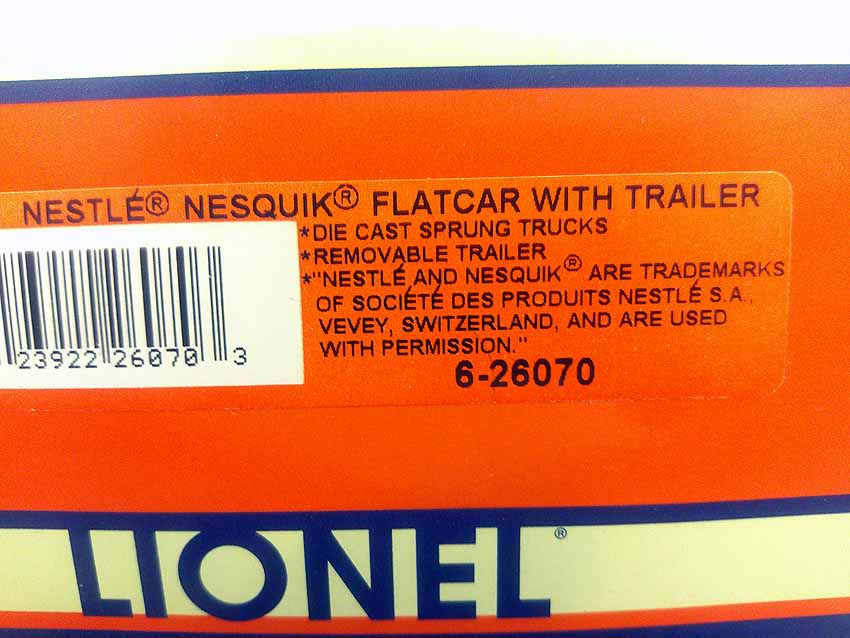 NESTLÉ® NESQUIK® FLATCAR WITH TRAILER
*DIE CAST SPRUNG TRUCKS
*REMOVABLE TRAILER
*"NESTLÉ AND NESQUIK® ARE TRADEMARKS
OF SOCIÉTÉ DES PRODUITS NESTLÉ S.A.,
VEVEY, SWITZERLAND, AND ARE USED
WITH PERMISSION."
6-26070
23922 26070 3
LIONEL®